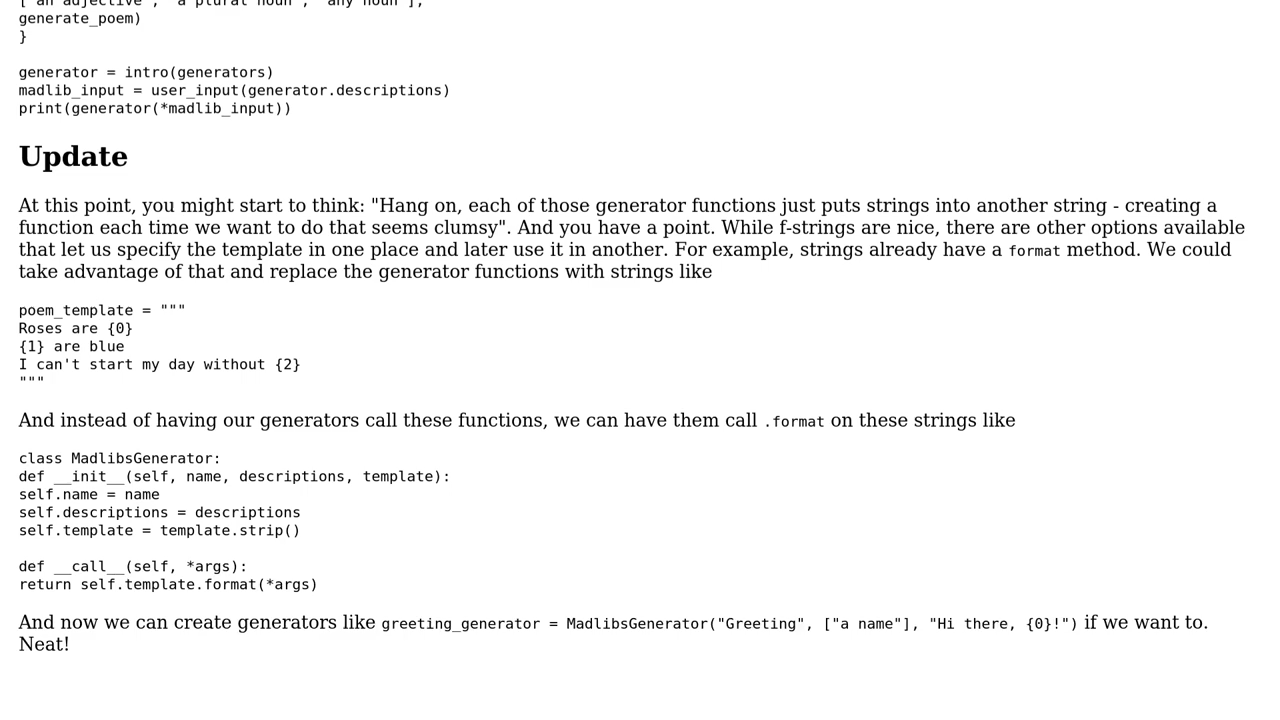 ["an adjective", "a plural noun", "any noun"],
generate_poem)
}
generator = intro(generators)
madlib_input = user_input(generator.descriptions)
print(generator(*madlib_input))
Update
At this point, you might start to think: "Hang on, each of those generator functions just puts strings into another string - creating a
function each time we want to do that seems clumsy". And you have a point. While f-strings are nice, there are other options available
that let us specify the template in one place and later use it in another. For example, strings already have a format method. We could
take advantage of that and replace the generator functions with strings like
poem_template = """
Roses are {0}
{1} are blue
I can't start my day without {2}
"""
And instead of having our generators call these functions, we can have them call .format on these strings like
class MadlibsGenerator:
def __init__(self, name, descriptions, template):
self.name = name
self.descriptions = descriptions
self.template = template.strip()
def __call__(self, *args):
return self.template.format(*args)
And now we can create generators like greeting_generator = MadlibsGenerator("Greeting", ["a name"], "Hi there, {0}!") if we want to.
Neat!